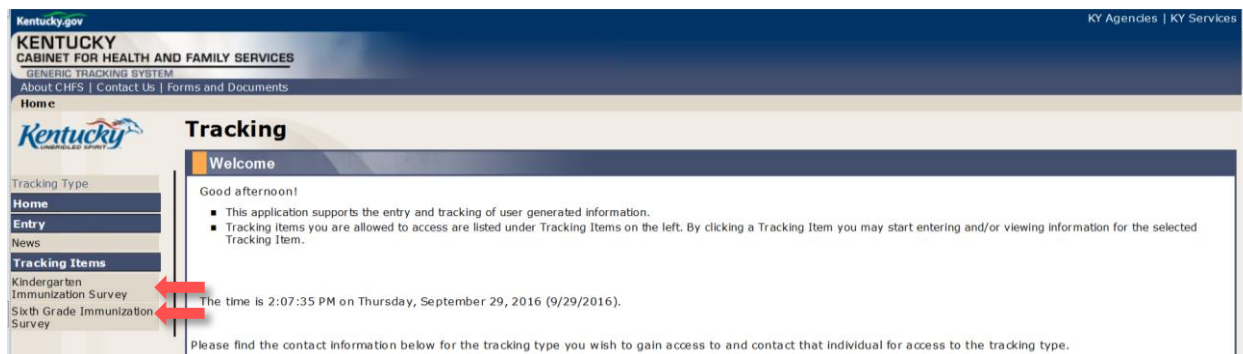 Kentucky.gov
KY Agencies | KY Services
KENTUCKY
CABINET FOR HEALTH AND FAMILY SERVICES
GENERIC TRACKING SYSTEM
About CHFS | Contact Us | Forms and Documents
Home
Kentucky
UNBRIDLED SPIRIT
Tracking
Welcome
Tracking Type
Home
Entry
News
Tracking Items
Kindergarten
Immunization Survey
Sixth Grade Immunization
Survey
Good afternoon!
▪ This application supports the entry and tracking of user generated information.
▪ Tracking items you are allowed to access are listed under Tracking Items on the left. By clicking a Tracking Item you may start entering and/or viewing information for the selected
Tracking Item.
The time is 2:07:35 PM on Thursday, September 29, 2016 (9/29/2016).
Please find the contact information below for the tracking type you wish to gain access to and contact that individual for access to the tracking type.